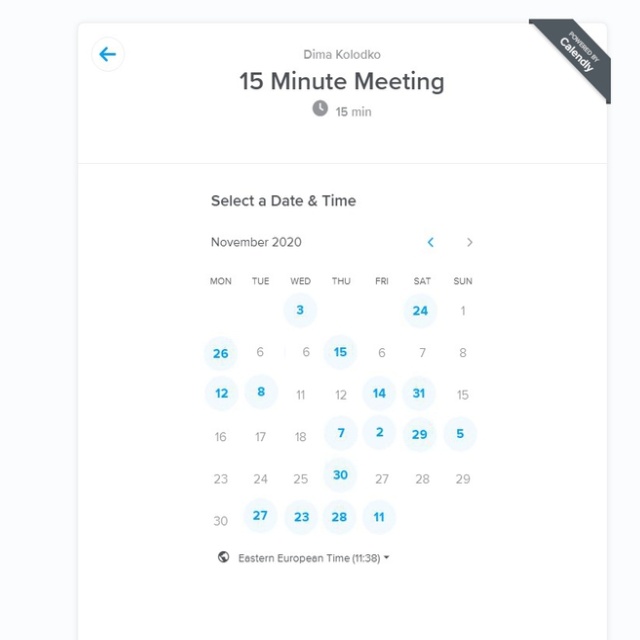 POWERED BY
Calendly
Dima Kolodko
15 Minute Meeting
15 min
Select a Date & Time
November 2020
MON TUE WED THU FRI SAT SUN
3 24 1
26 6 6 15 6 7 8
12 8 11 12 14 31 15
16 17 18 7 2 29 5
23 24 25 30 27 28 29
30 27 23 28 11
Eastern European Time (11:38)